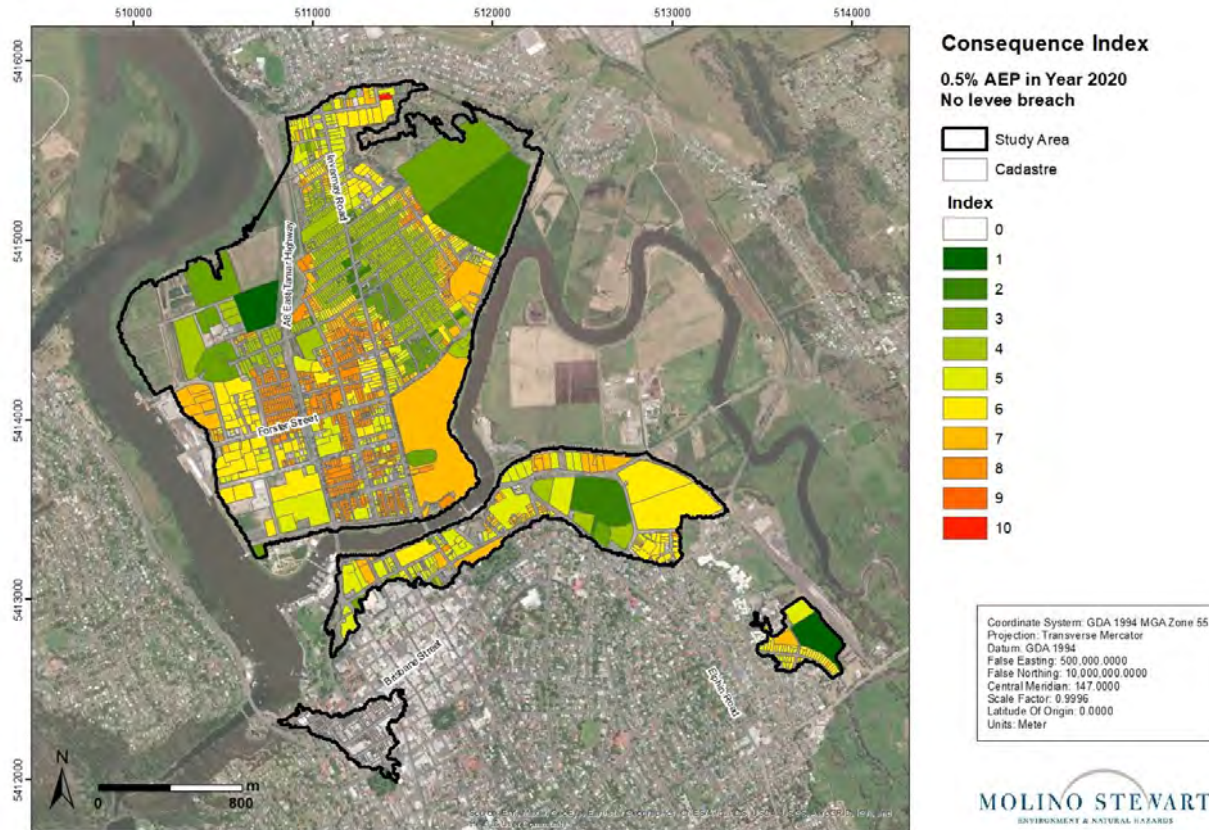 510000 511000 512000 513000 514000
5416000
5415000
5414000
5413000
5412000
Invermay Road
A8 East Tamar Highway
Forster Street
Brisbane Street
Elphin Road
N
0 800 m
Consequence Index
0.5% AEP in Year 2020
No levee breach
Study Area
Cadastre
Index
0
1
2
3
4
5
6
7
8
9
10
Coordinate System: GDA 1994 MGA Zone 55
Projection: Transverse Mercator
Datum: GDA 1994
False Easting: 500,000.0000
False Northing: 10,000,000.0000
Central Meridian: 147.0000
Scale Factor: 0.9996
Latitude Of Origin: 0.0000
Units: Meter
MOLINO STEWART
ENVIRONMENT & NATURAL HAZARDS